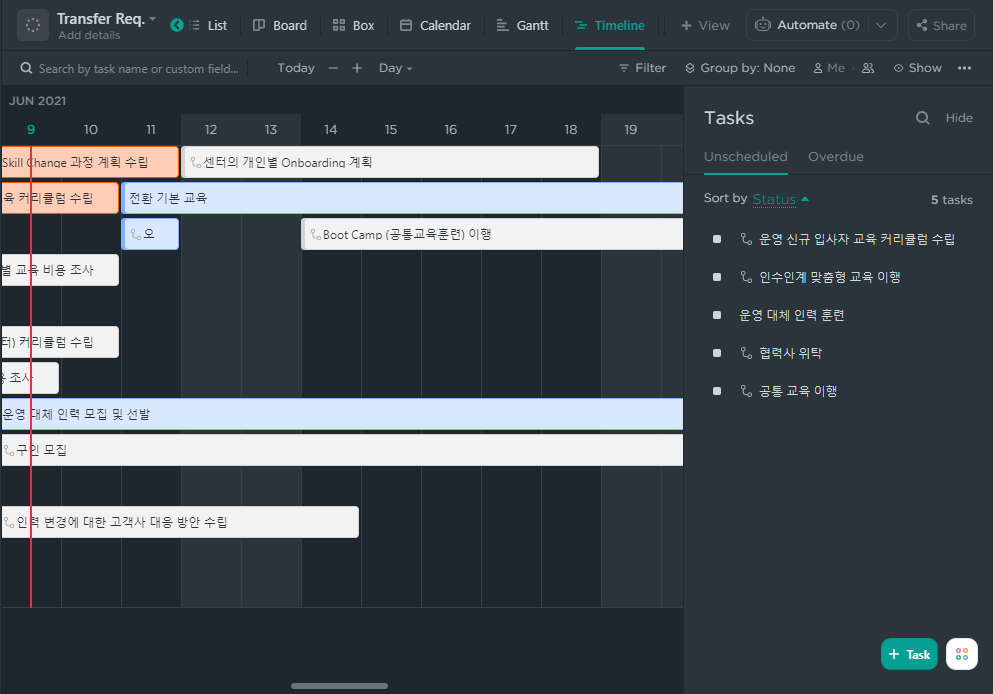 Transfer Req.
Add details
List
Board
Box
Calendar
Gantt
Timeline
+ View
Automate (0)
Share
Search by task name or custom field...
Today
− +
Day
Filter
Group by: None
Me
Show
JUN 2021
9 10 11 12 13 14 15 16 17 18 19
Skill Change 과정 계획 수립
센터의 개인별 Onboarding 계획
육 커리큘럼 수립
전환 기본 교육
오
Boot Camp (공통교육훈련) 이행
별 교육 비용 조사
터) 커리큘럼 수립
조사
운영 대체 인력 모집 및 선발
구인 모집
인력 변경에 대한 고객사 대응 방안 수립
Tasks
Hide
Unscheduled
Overdue
Sort by Status
5 tasks
운영 신규 입사자 교육 커리큘럼 수립
인수인계 맞춤형 교육 이행
운영 대체 인력 훈련
협력사 위탁
공통 교육 이행
+ Task